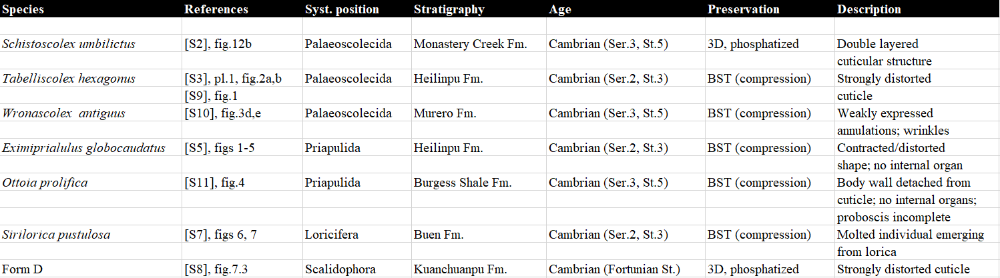 Species References Syst. position Stratigraphy Age Preservation Description
Schistoscolex umbilictus [S2], fig.12b Palaeoscolecida Monastery Creek Fm. Cambrian (Ser.3, St.5) 3D, phosphatized Double layered
cuticular structure
Tabelliscolex hexagonus [S3], pl.1, fig.2a,b Palaeoscolecida Heilinpu Fm. Cambrian (Ser.2, St.3) BST (compression) Strongly distorted
[S9], fig.1 cuticle
Wronascolex antiguus [S10], fig.3d,e Palaeoscolecida Murero Fm. Cambrian (Ser.3, St.5) BST (compression) Weakly expressed
annulations; wrinkles
Eximiprialulus globocaudatus [S5], figs 1-5 Priapulida Heilinpu Fm. Cambrian (Ser.2, St.3) BST (compression) Contracted/distorted
shape; no internal organ
Ottoia prolifica [S11], fig.4 Priapulida Burgess Shale Fm. Cambrian (Ser.3, St.5) BST (compression) Body wall detached from
cuticle; no internal organs;
proboscis incomplete
Sirilorica pustulosa [S7], figs 6, 7 Loricifera Buen Fm. Cambrian (Ser.2, St.3) BST (compression) Molted individual emerging
from lorica
Form D [S8], fig.7.3 Scalidophora Kuanchuanpu Fm. Cambrian (Fortunian St.) 3D, phosphatized Strongly distorted cuticle